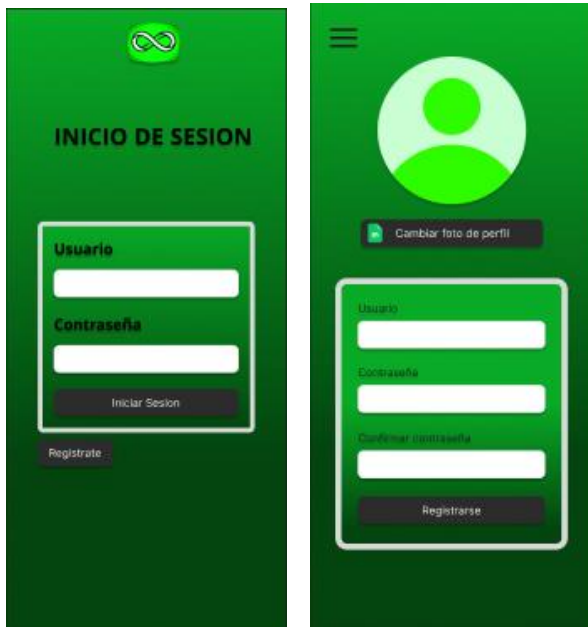 INICIO DE SESION
Usuario
Contraseña
Iniciar Sesion
Registrate
Cambiar foto de perfil
Usuario
Contraseña
Confirmar contraseña
Registrarse